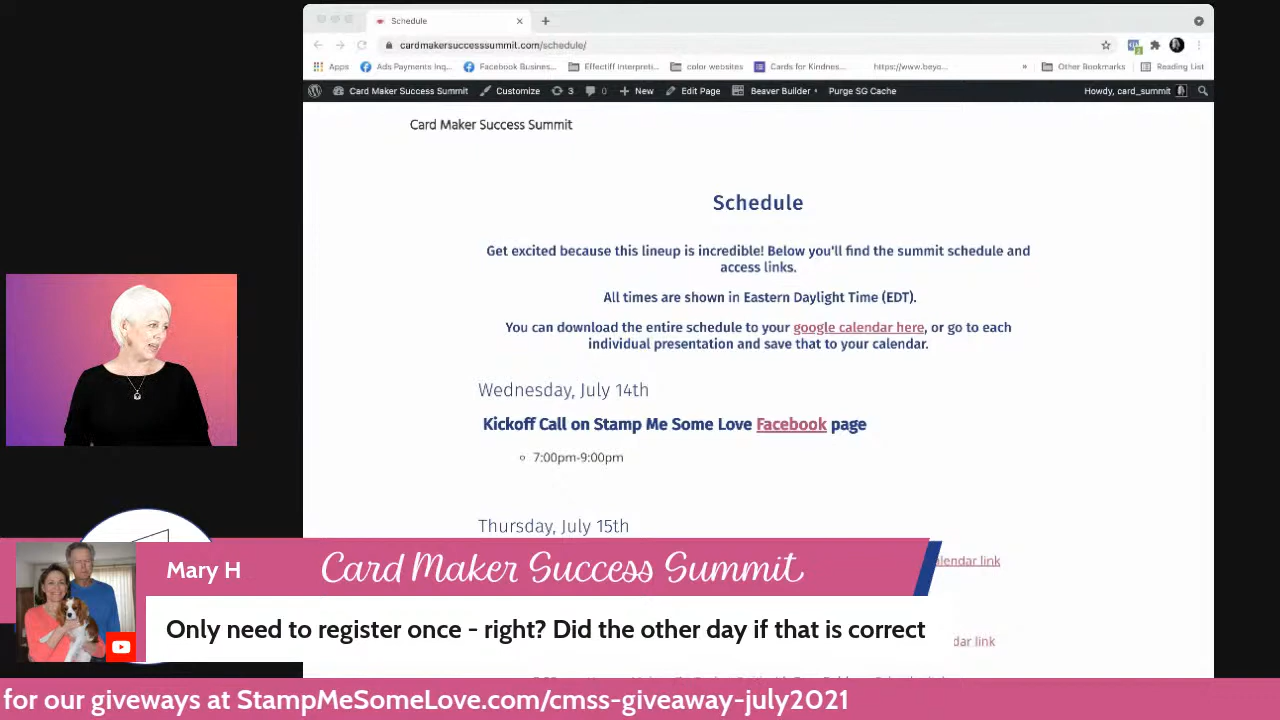 Schedule
cardmakersuccesssummit.com/schedule/
Apps
Ads Payments Inq...
Facebook Busines...
Effectiff Interpreti...
color websites
Cards for Kindnes...
https://www.beyo...
»
Other Bookmarks
Reading List
Card Maker Success Summit
Customize
3
0
New
Edit Page
Beaver Builder
Purge SG Cache
Howdy, card_summit
Card Maker Success Summit
Schedule
Get excited because this lineup is incredible! Below you'll find the summit schedule and
access links.
All times are shown in Eastern Daylight Time (EDT).
You can download the entire schedule to your google calendar here, or go to each
individual presentation and save that to your calendar.
Wednesday, July 14th
Kickoff Call on Stamp Me Some Love Facebook page
7:00pm-9:00pm
Thursday, July 15th
alendar link
Mary H
Card Maker Success Summit
Only need to register once - right? Did the other day if that is correct
dar link
for our giveways at StampMeSomeLove.com/cmss-giveaway-july2021